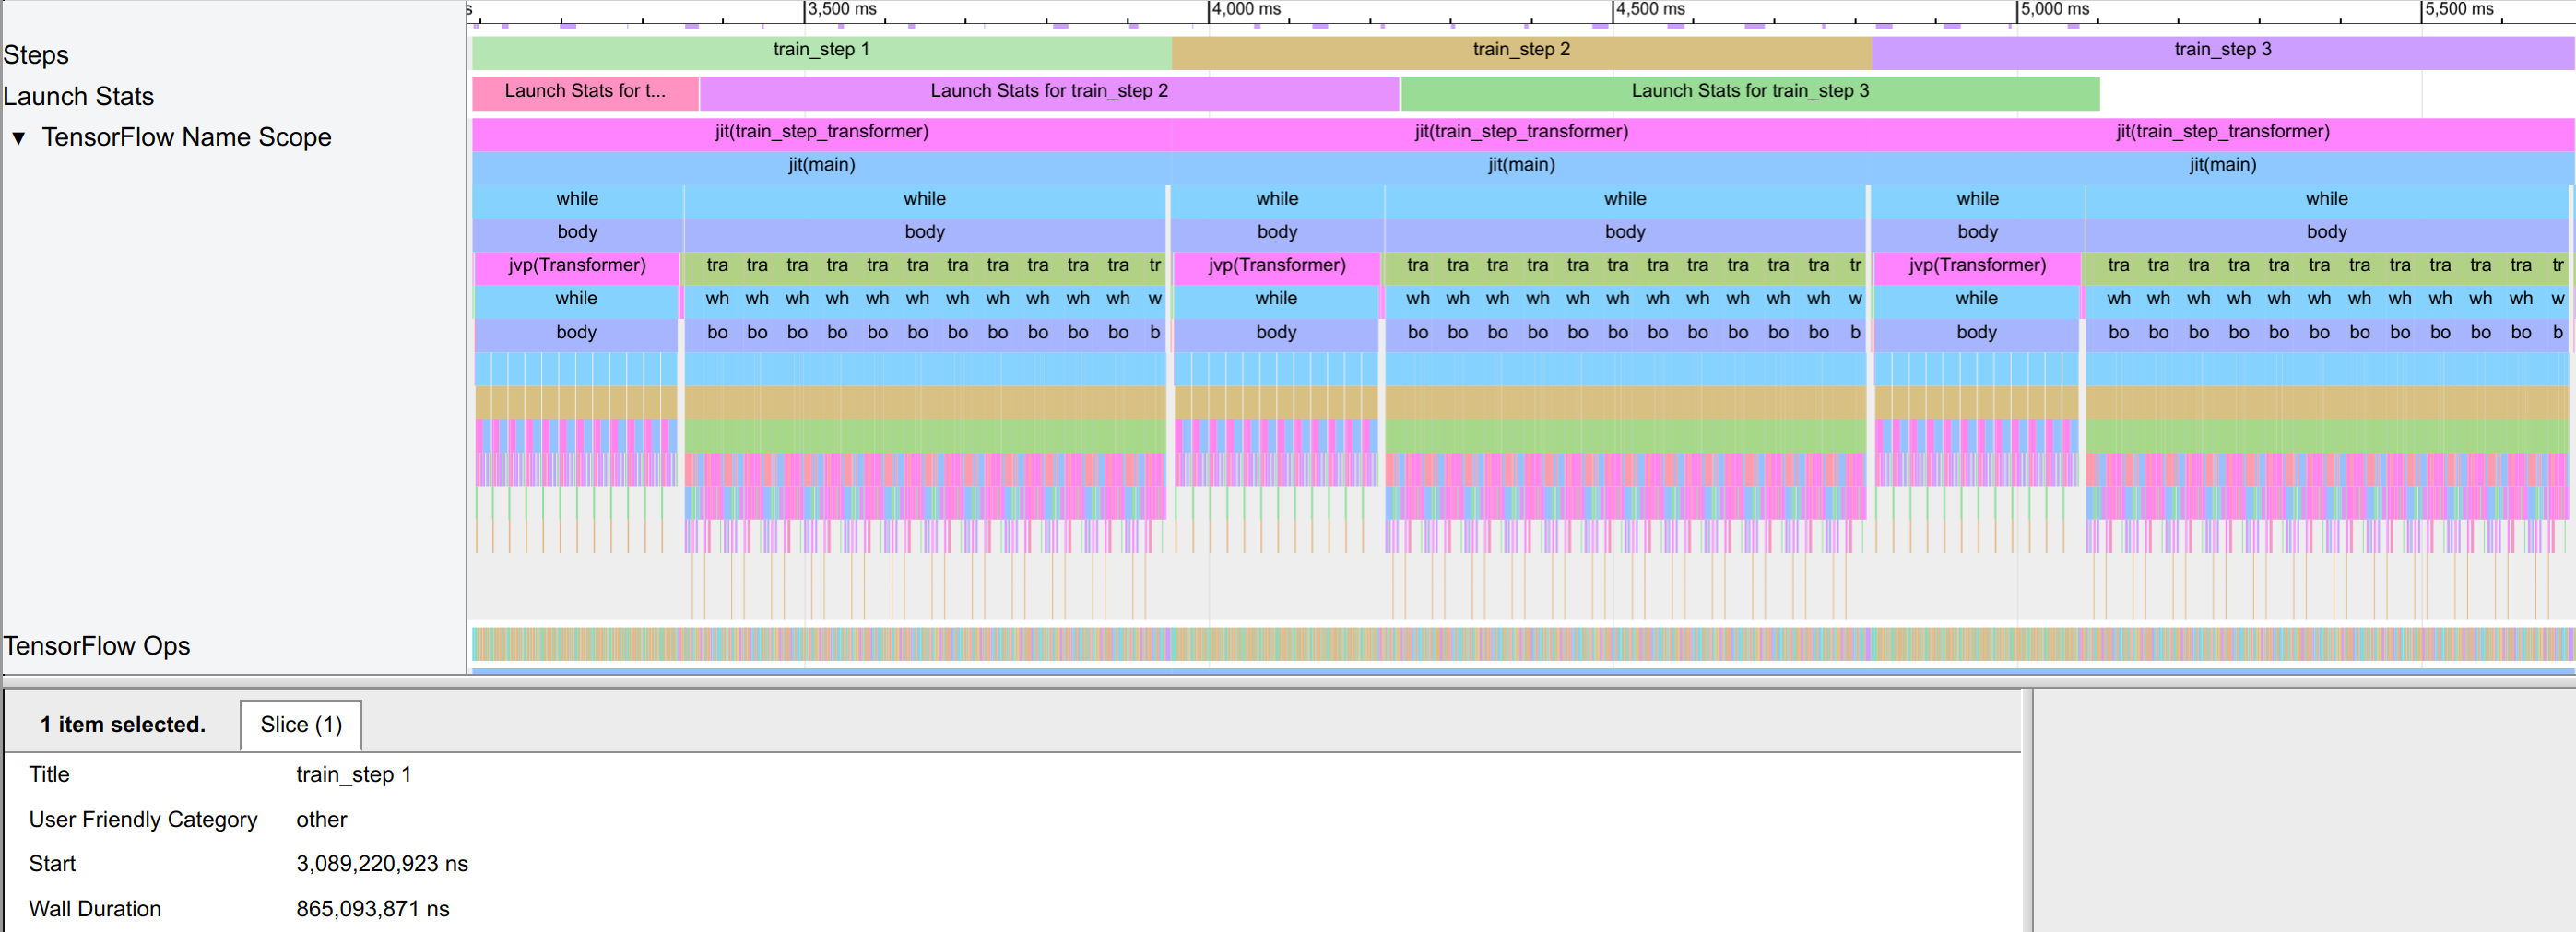 s 3,500 ms 4,000 ms 4,500 ms 5,000 ms 5,500 ms
Steps train_step 1 train_step 2 train_step 3
Launch Stats Launch Stats for t... Launch Stats for train_step 2 Launch Stats for train_step 3
▼ TensorFlow Name Scope jit(train_step_transformer) jit(train_step_transformer) jit(train_step_transformer)
jit(main) jit(main) jit(main)
while while while while while while
body body body body body body
jvp(Transformer) tra tra tra tra tra tra tra tra tra tra tra tr jvp(Transformer) tra tra tra tra tra tra tra tra tra tra tra tr jvp(Transformer) tra tra tra tra tra tra tra tra tra tra tra tr
while wh wh wh wh wh wh wh wh wh wh wh w while wh wh wh wh wh wh wh wh wh wh wh w while wh wh wh wh wh wh wh wh wh wh wh w
body bo bo bo bo bo bo bo bo bo bo bo b body bo bo bo bo bo bo bo bo bo bo bo b body bo bo bo bo bo bo bo bo bo bo bo b
TensorFlow Ops
1 item selected. Slice (1)
Title train_step 1
User Friendly Category other
Start 3,089,220,923 ns
Wall Duration 865,093,871 ns